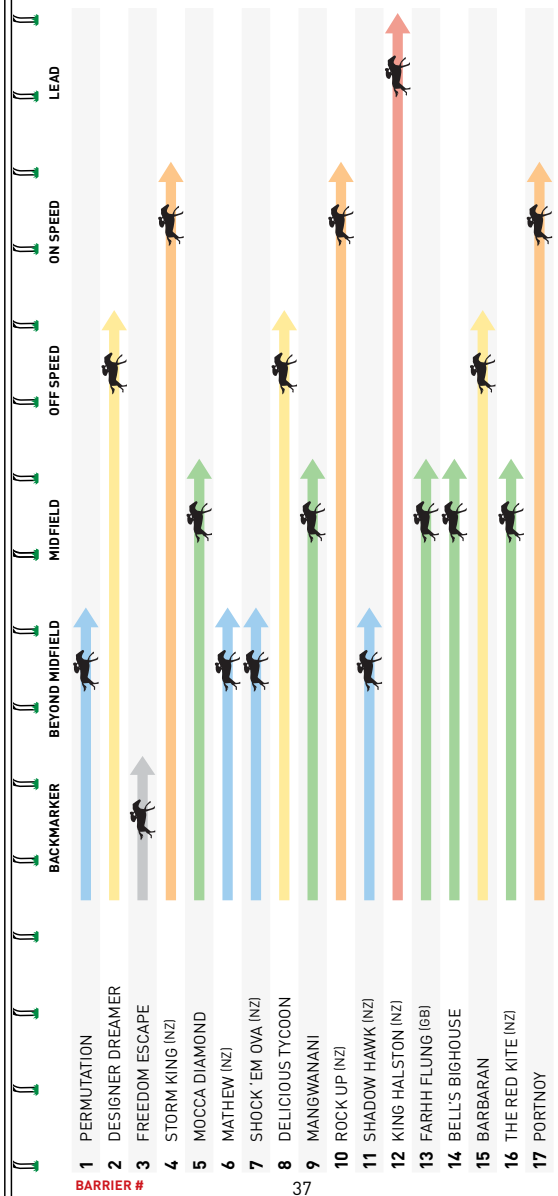 LEAD
ON SPEED
OFF SPEED
MIDFIELD
BEYOND MIDFIELD
BACKMARKER
1 PERMUTATION
2 DESIGNER DREAMER
3 FREEDOM ESCAPE
4 STORM KING (NZ)
5 MOCCA DIAMOND
6 MATHEW (NZ)
7 SHOCK 'EM OVA (NZ)
8 DELICIOUS TYCOON
9 MANGWANANI
10 ROCK UP (NZ)
11 SHADOW HAWK (NZ)
12 KING HALSTON (NZ)
13 FARHH FLUNG (GB)
14 BELL'S BIGHOUSE
15 BARBARAN
16 THE RED KITE (NZ)
17 PORTNOY
BARRIER #
37